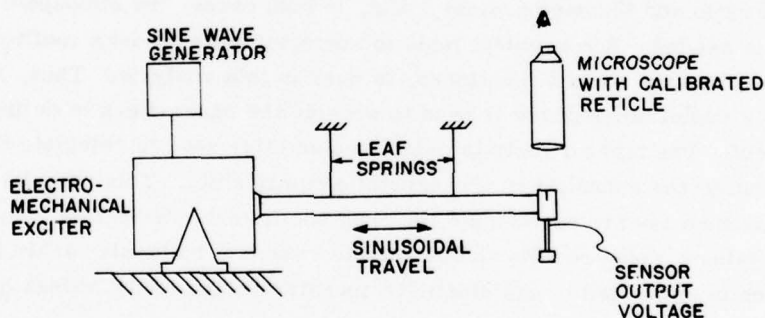 SINE WAVE
GENERATOR
MICROSCOPE
WITH CALIBRATED
RETICLE
LEAF
SPRINGS
ELECTRO-
MECHANICAL
EXCITER
SINUSOIDAL
TRAVEL
SENSOR
OUTPUT
VOLTAGE